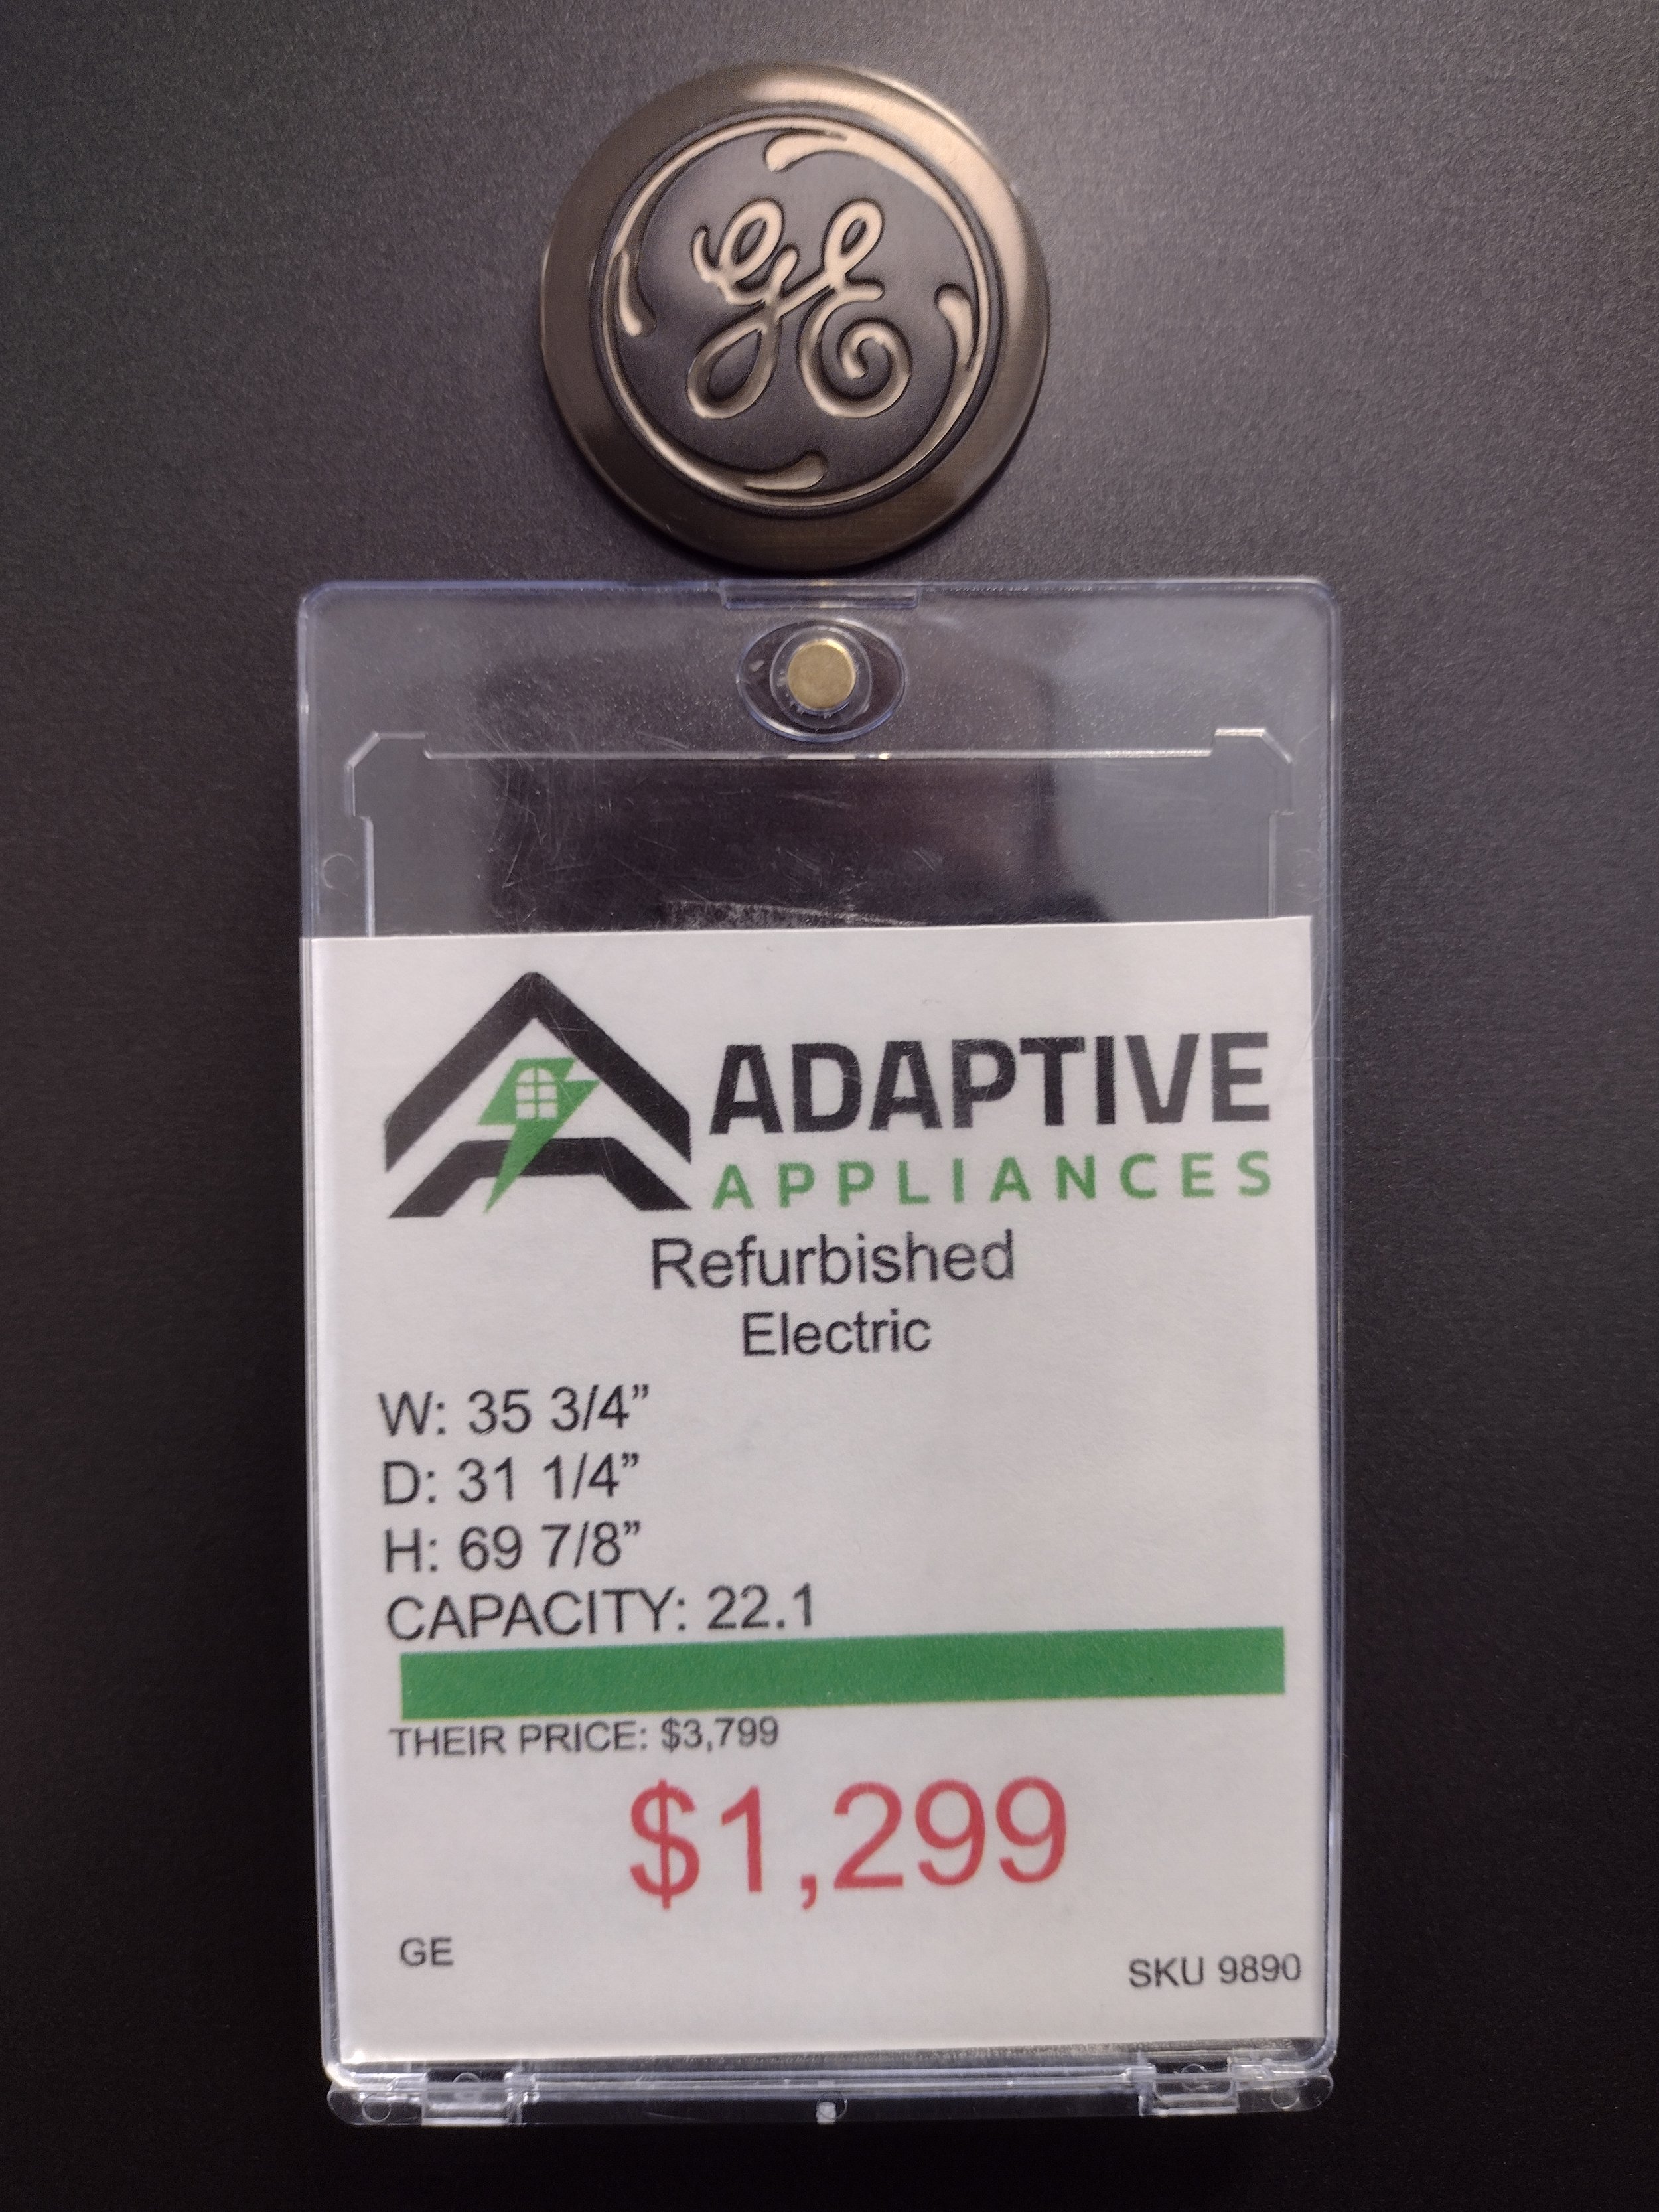 GE
ADAPTIVE
APPLIANCES
Refurbished
Electric
W: 35 3/4”
D: 31 1/4”
H: 69 7/8”
CAPACITY: 22.1
THEIR PRICE: $3,799
$1,299
GE
SKU 9890